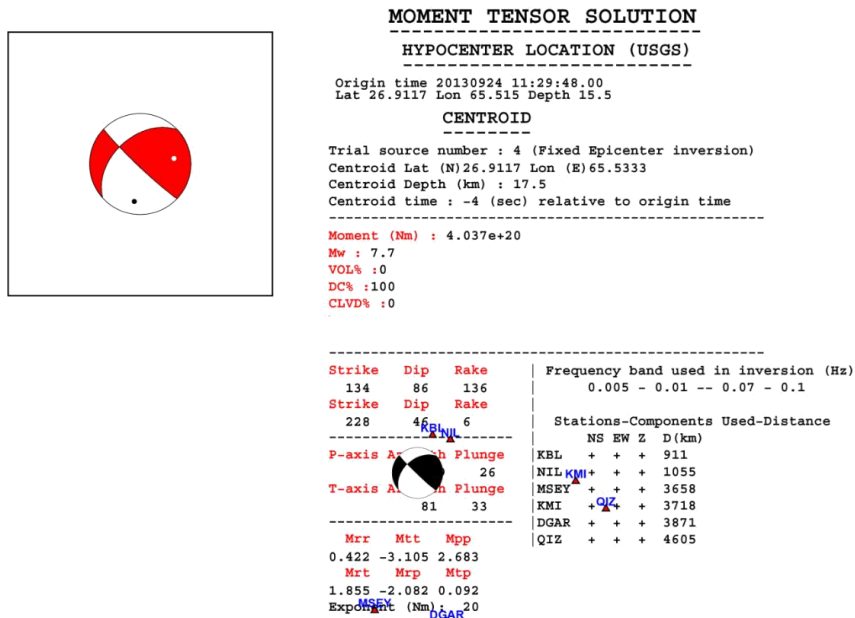 MOMENT TENSOR SOLUTION
HYPOCENTER LOCATION (USGS)
Origin time 20130924 11:29:48.00
Lat 26.9117 Lon 65.515 Depth 15.5
CENTROID
Trial source number : 4 (Fixed Epicenter inversion)
Centroid Lat (N)26.9117 Lon (E)65.5333
Centroid Depth (km) : 17.5
Centroid time : -4 (sec) relative to origin time
Moment (Nm) : 4.037e+20
Mw : 7.7
VOL% :0
DC% :100
CLVD% :0
Strike Dip Rake
134 86 136
Strike Dip Rake
228 46 6
KBL NIL
P-axis Plunge
26
T-axis Plunge
81 33
Mrr Mtt Mpp
0.422 -3.105 2.683
Mrt Mrp Mtp
1.855 -2.082 0.092
Exponent (Nm): 20
MSEY DGAR
Frequency band used in inversion (Hz)
0.005 - 0.01 -- 0.07 - 0.1
Stations-Components Used-Distance
NS EW Z D(km)
KBL + + + 911
NIL + + + 1055
KMI
MSEY + + + 3658
QIZ
KMI + + + 3718
DGAR + + + 3871
QIZ + + + 4605